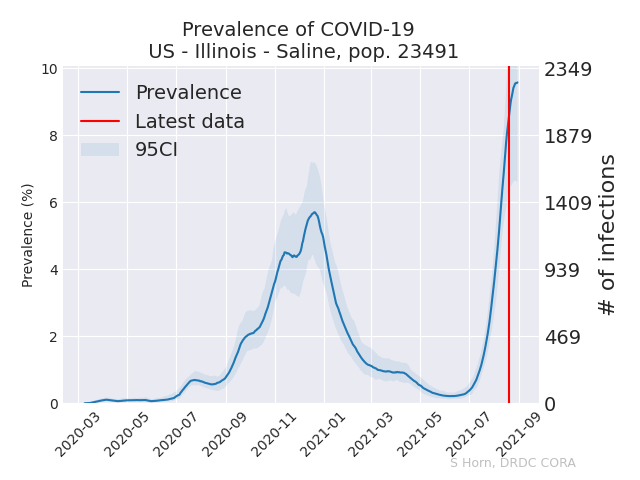 Prevalence of COVID-19
US - Illinois - Saline, pop. 23491
Prevalence
Latest data
95CI
Prevalence (%)
10
8
6
4
2
0
2349
1879
1409
939
469
0
# of infections
2020-03
2020-05
2020-07
2020-09
2020-11
2021-01
2021-03
2021-05
2021-07
2021-09
S Horn, DRDC CORA